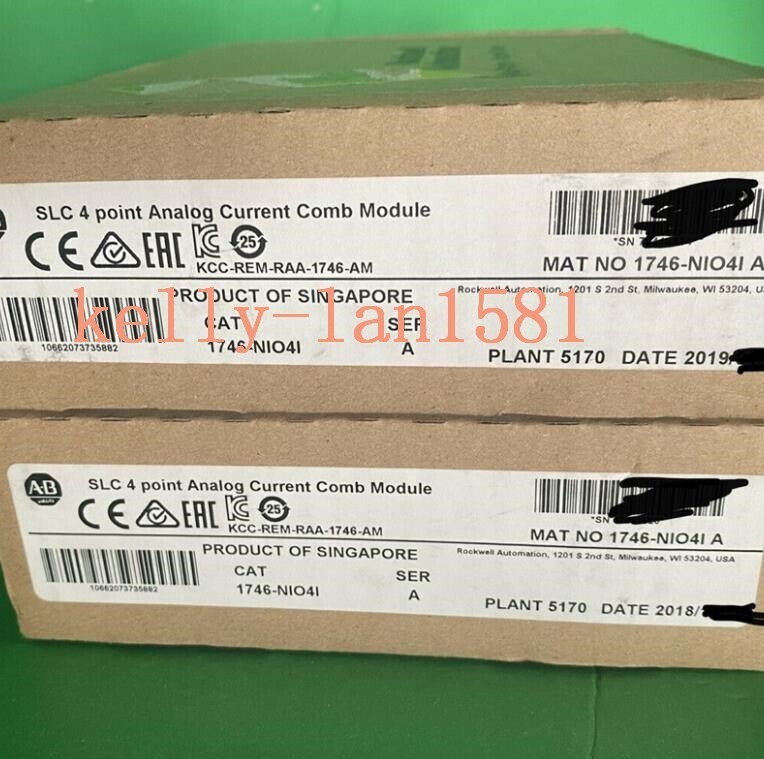 SLC 4 point Analog Current Comb Module
CE EAC 25
KCC-REM-RAA-1746-AM
*SN
MAT NO 1746-NIO4I A
PRODUCT OF SINGAPORE
Rockwell Automation, 1201 S 2nd St, Milwaukee, WI 53204, US
kelly-lan1581
CAT SER
1746-NIO4I A
10662073735882
PLANT 5170 DATE 2019/
A-B
SLC 4 point Analog Current Comb Module
CE EAC 25
KCC-REM-RAA-1746-AM
*SN
MAT NO 1746-NIO4I A
PRODUCT OF SINGAPORE
Rockwell Automation, 1201 S 2nd St, Milwaukee, WI 53204, USA
CAT SER
1746-NIO4I A
10662073735882
PLANT 5170 DATE 2018/